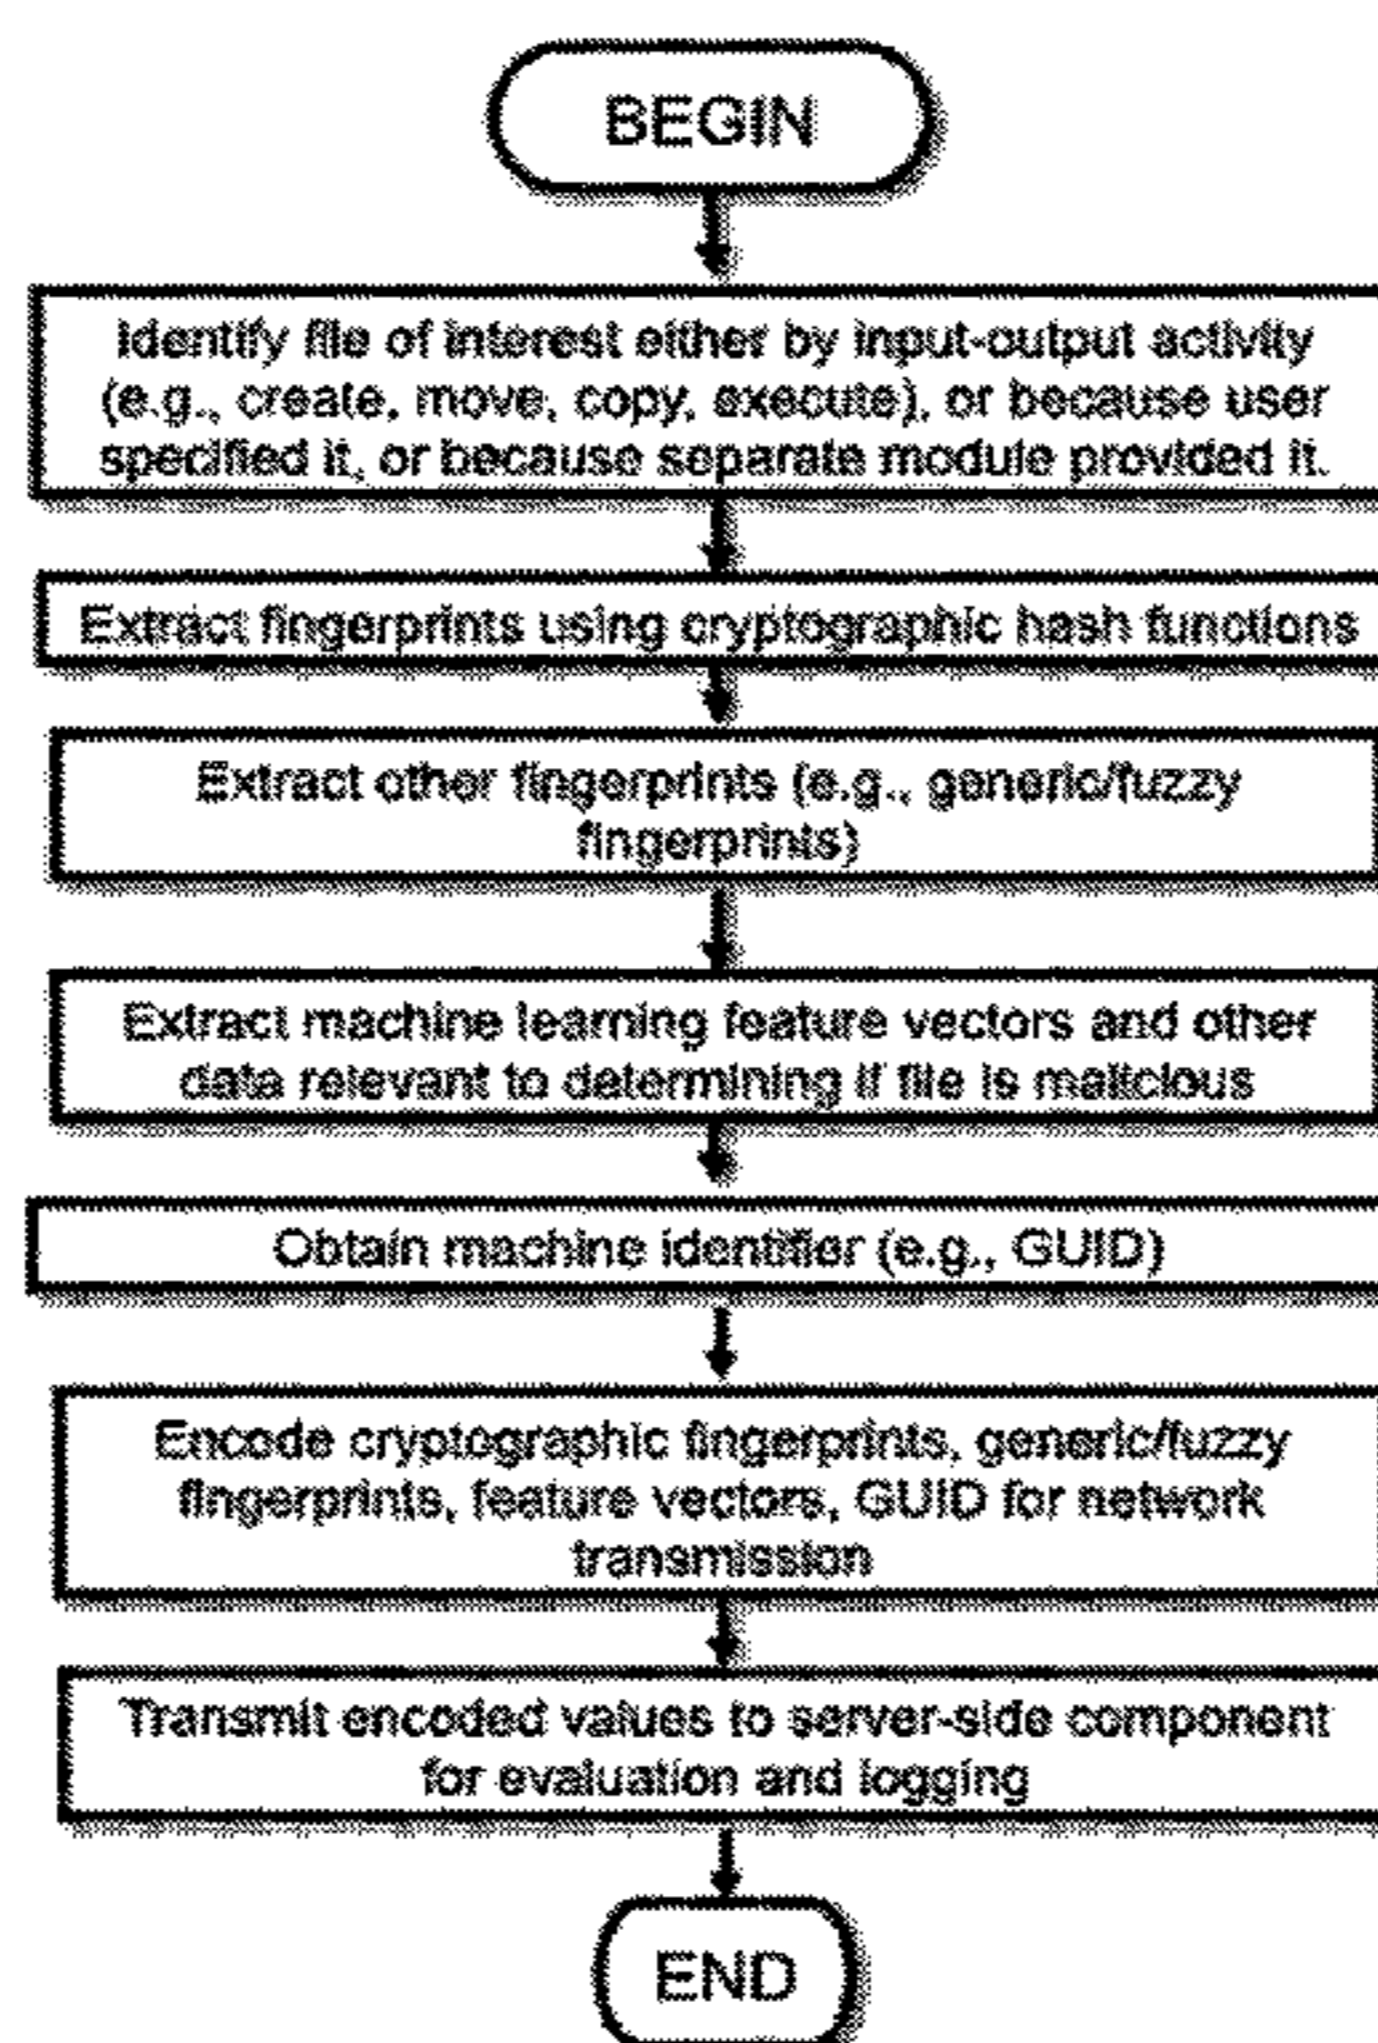 BEGIN
Identify file of interest either by input-output activity
(e.g., create, move, copy, execute), or because user
specified it, or because separate module provided it.
Extract fingerprints using cryptographic hash functions
Extract other fingerprints (e.g., generic/fuzzy
fingerprints)
Extract machine learning feature vectors and other
data relevant to determining if file is malicious
Obtain machine identifier (e.g., GUID)
Encode cryptographic fingerprints, generic/fuzzy
fingerprints, feature vectors, GUID for network
transmission
Transmit encoded values to server-side component
for evaluation and logging
END